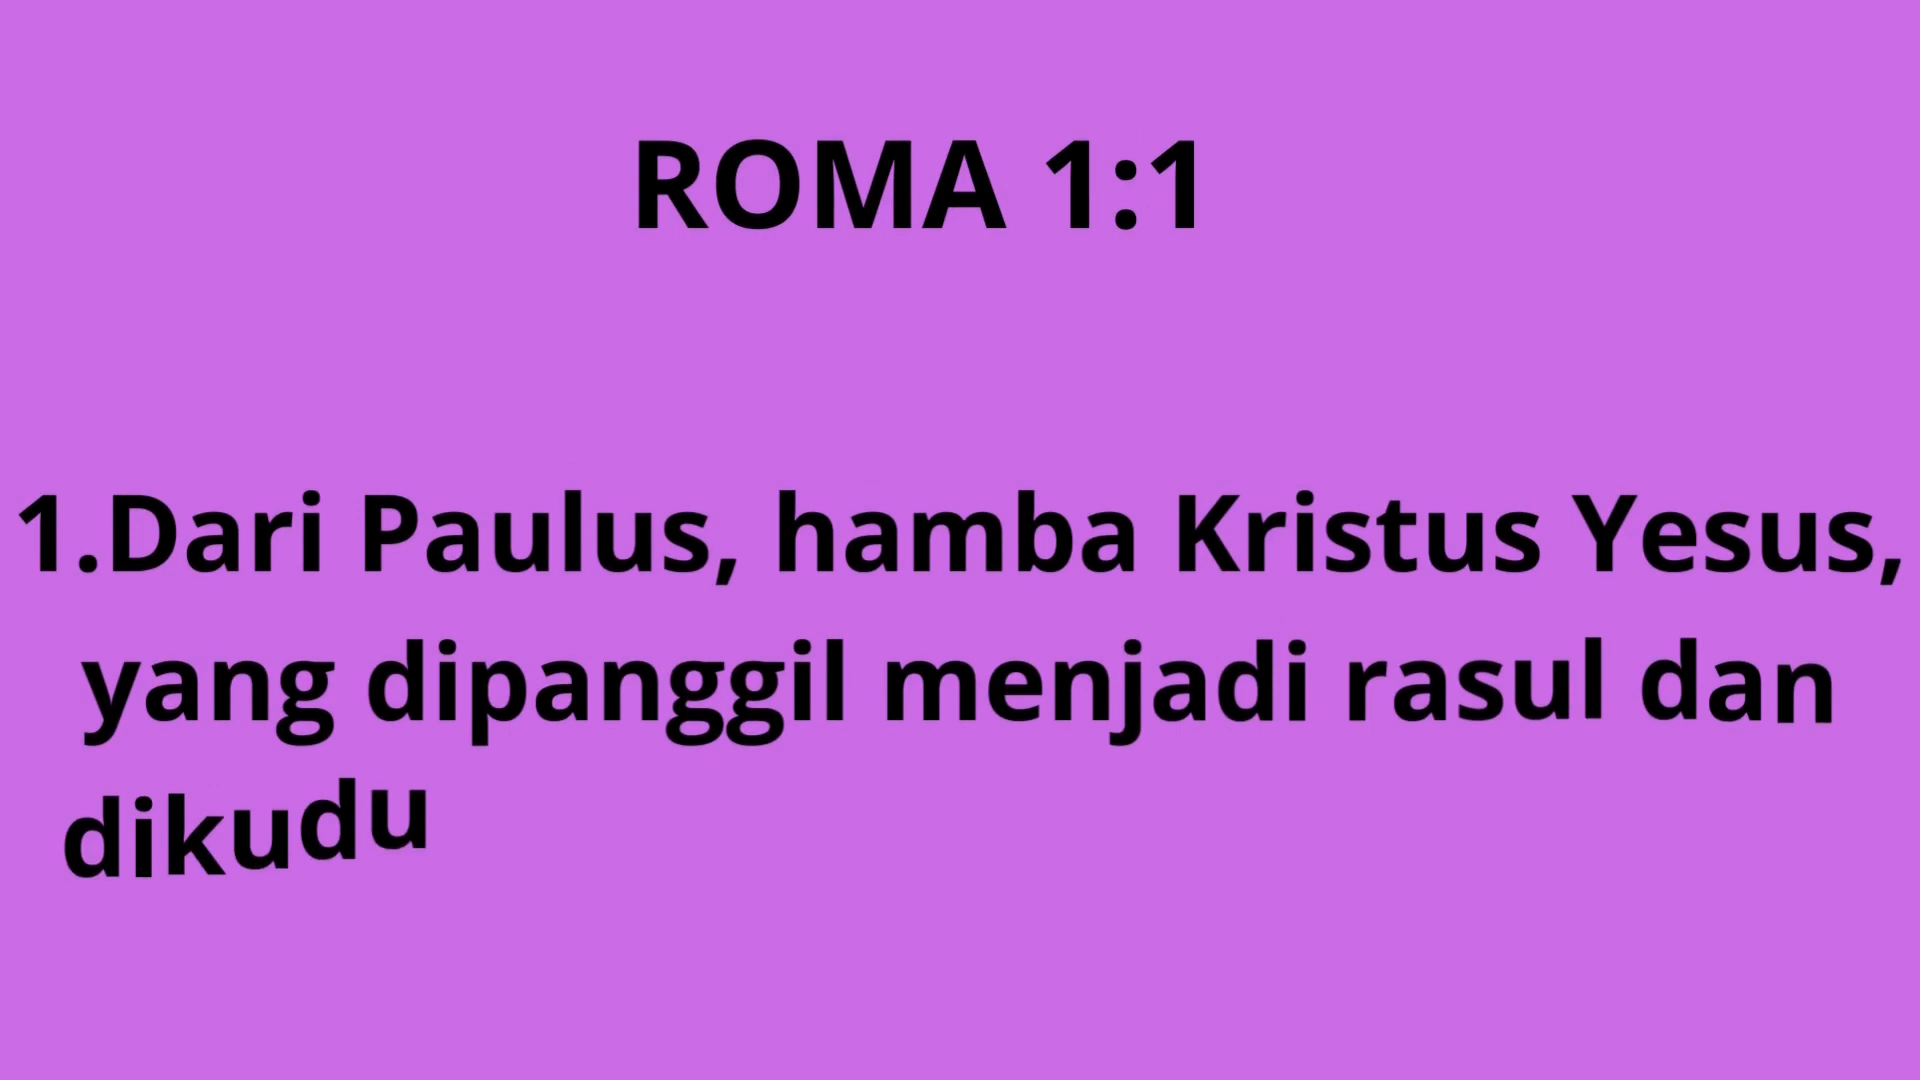 ROMA 1:1
1.Dari Paulus, hamba Kristus Yesus,
yang dipanggil menjadi rasul dan
dikudu